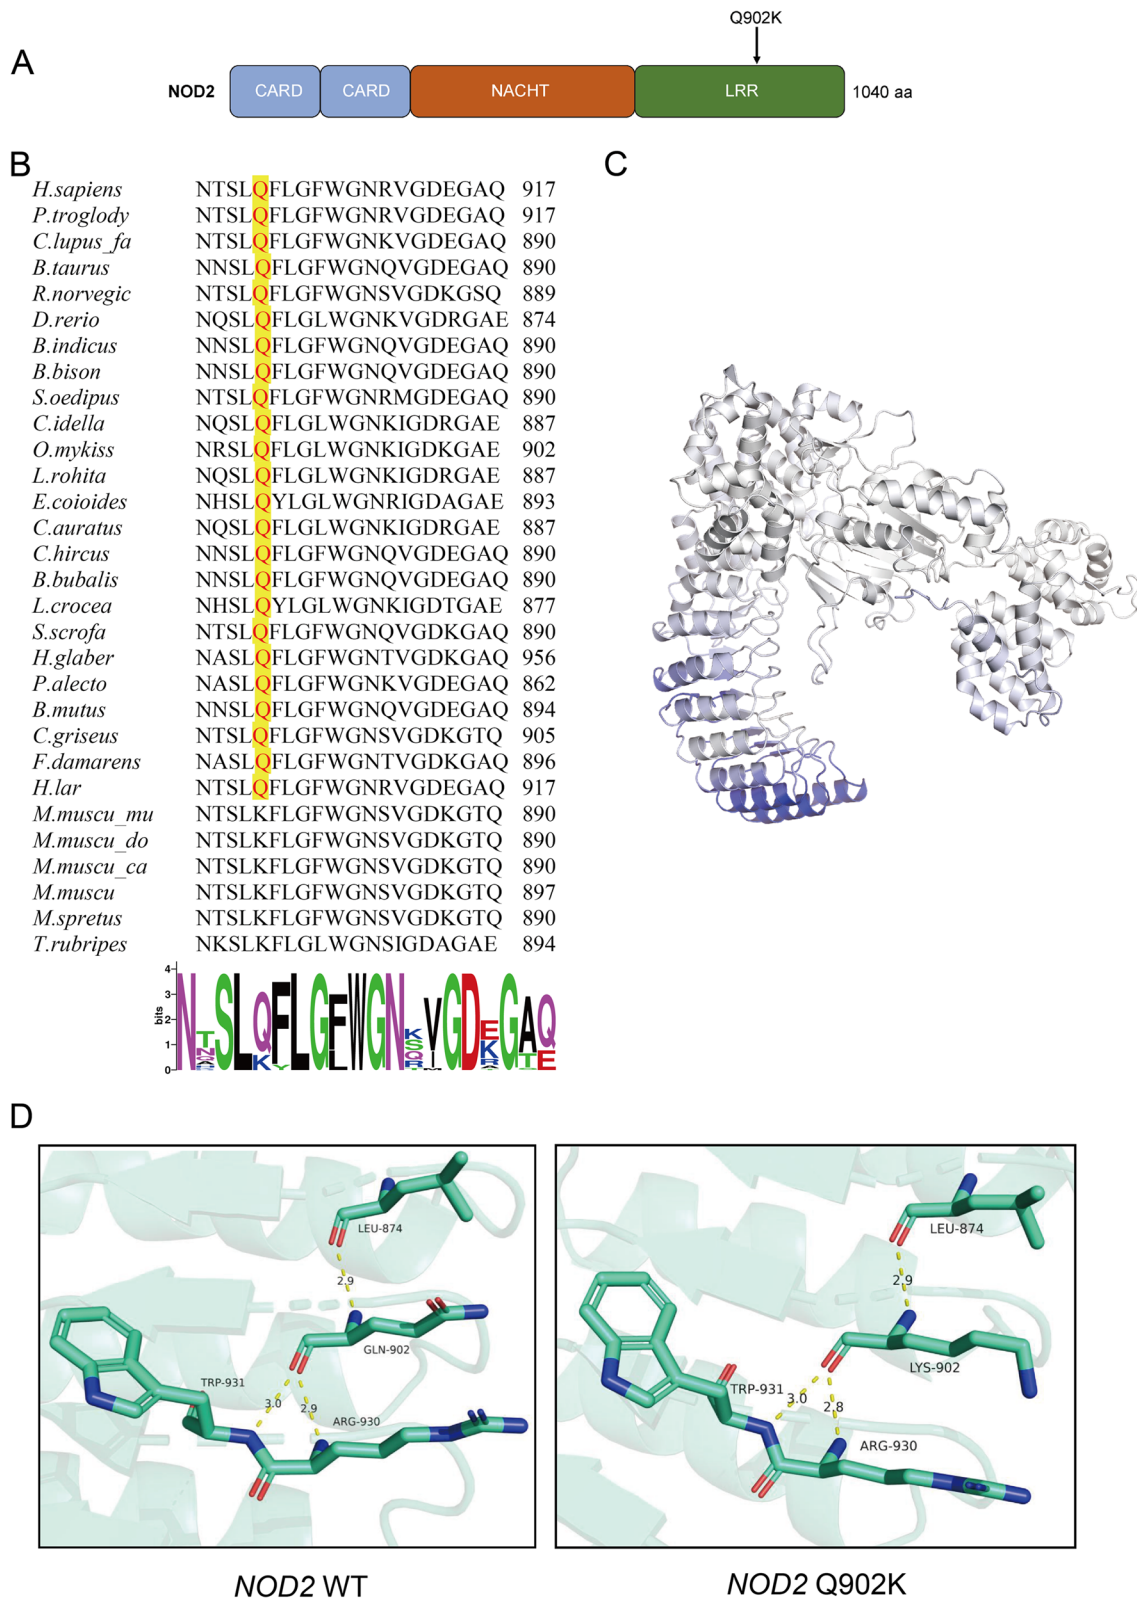 Q902K
A
NOD2 CARD CARD NACHT LRR 1040 aa
B
C
H.sapiens NTSLQFLGFWGNRVGDEGAQ 917
P.troglody NTSLQFLGFWGNRVGDEGAQ 917
C.lupus_fa NTSLQFLGFWGNKVGDEGAQ 890
B.taurus NNSLQFLGFWGNQVGDEGAQ 890
R.norvegic NTSLQFLGFWGNSVGDKGSQ 889
D.rerio NQSLQFLGLWGNKVGDRGAE 874
B.indicus NNSLQFLGFWGNQVGDEGAQ 890
B.bison NNSLQFLGFWGNQVGDEGAQ 890
S.oedipus NTSLQFLGFWGNRMGDEGAQ 890
C.idella NQSLQFLGLWGNKIGDRGAE 887
O.mykiss NRSLQFLGLWGNKIGDKGAE 902
L.rohita NQSLQFLGLWGNKIGDRGAE 887
E.coioides NHSLQYLGLWGNRIGDAGAE 893
C.auratus NQSLQFLGLWGNKIGDRGAE 887
C.hircus NNSLQFLGFWGNQVGDEGAQ 890
B.bubalis NNSLQFLGFWGNQVGDEGAQ 890
L.crocea NHSLQYLGLWGNKIGDTGAE 877
S.scrofa NTSLQFLGFWGNQVGDKGAQ 890
H.glaber NASLQFLGFWGNTVGDKGAQ 956
P.alecto NASLQFLGFWGNKVGDEGAQ 862
B.mutus NNSLQFLGFWGNQVGDEGAQ 894
C.griseus NTSLQFLGFWGNSVGDKGTQ 905
F.damarens NASLQFLGFWGNTVGDKGAQ 896
H.lar NTSLQFLGFWGNRVGDEGAQ 917
M.muscu_mu NTSLKFLGFWGNSVGDKGTQ 890
M.muscu_do NTSLKFLGFWGNSVGDKGTQ 890
M.muscu_ca NTSLKFLGFWGNSVGDKGTQ 890
M.muscu NTSLKFLGFWGNSVGDKGTQ 897
M.spretus NTSLKFLGFWGNSVGDKGTQ 890
T.rubripes NKSLKFLGLWGNSIGDAGAE 894
4
3
2
1
0
bits
NTSLQFLGFWGNKVGDEGAQ
N S K L S I K T E
S Q R
D
LEU-874
2.9
GLN-902
TRP-931
3.0
2.9
ARG-930
LEU-874
2.9
LYS-902
TRP-931
3.0
2.8
ARG-930
NOD2 WT
NOD2 Q902K